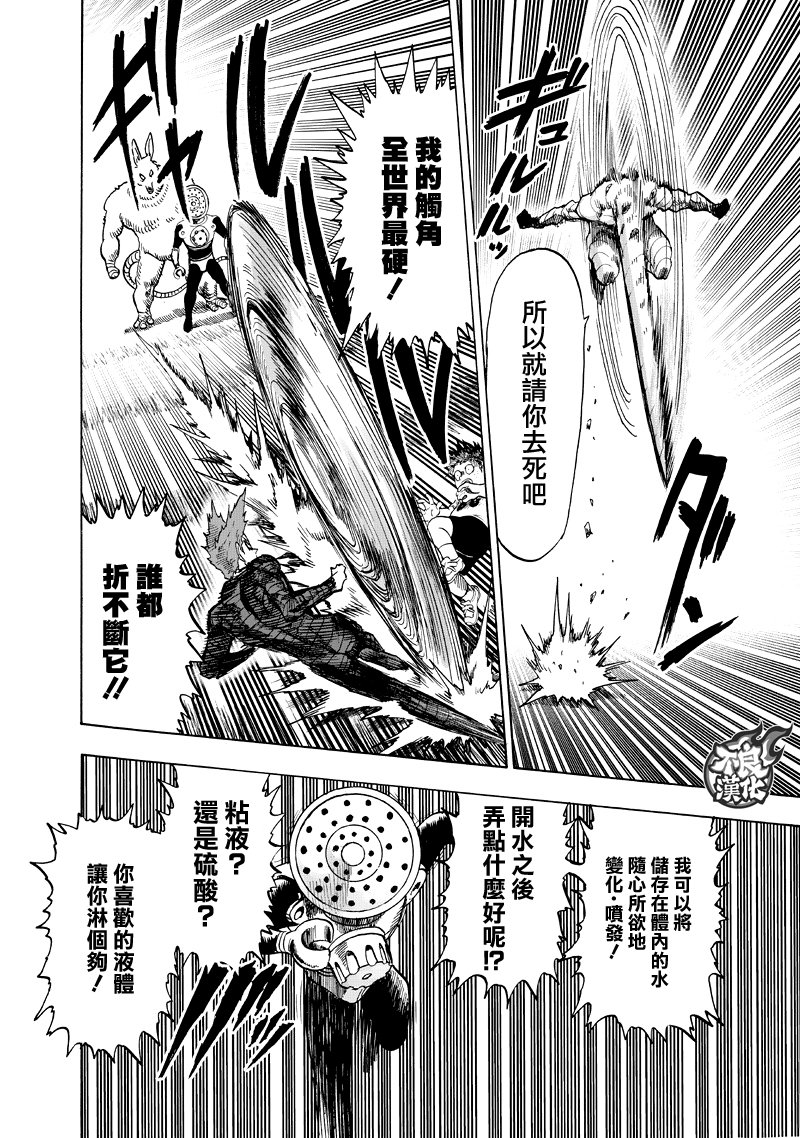 ギュルルルッ
所以就請你去死吧
ダンッ
我的觸角
全世界最硬！
ギャルルルル
誰都
折不斷它！！
我可以將
儲存在體內的水
隨心所欲地
變化・噴發！
開水之後
弄點什麼好呢！？
粘液？
還是硫酸？
你喜歡的液體
讓你淋個夠！
漢化